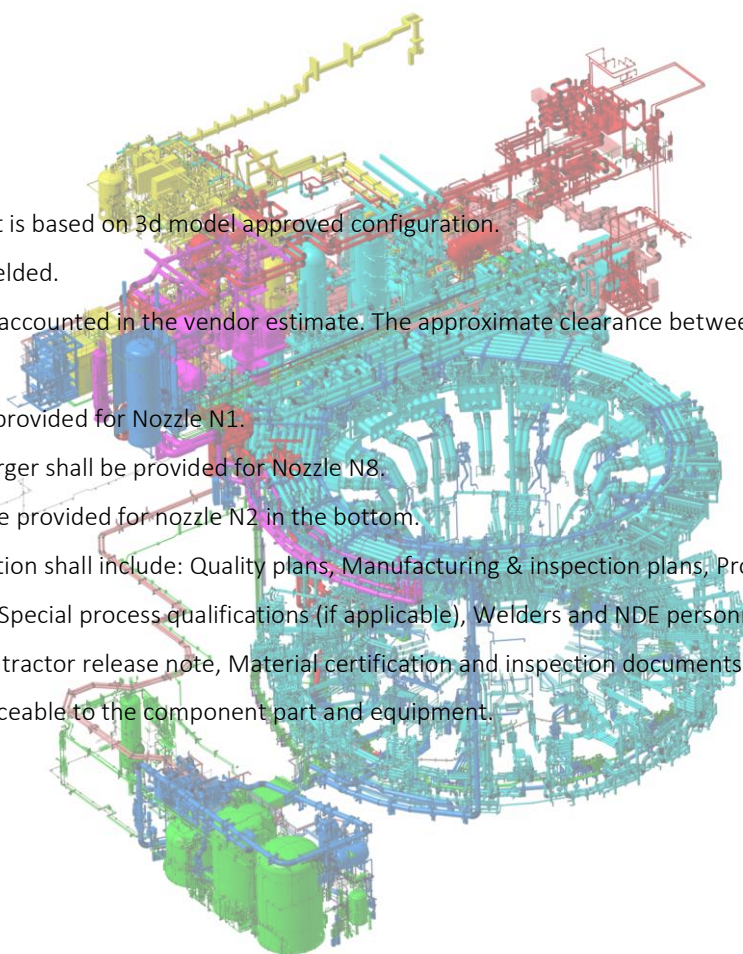 t is based on 3d model approved configuration.
elded.
accounted in the vendor estimate. The approximate clearance betwee
provided for Nozzle N1.
rger shall be provided for Nozzle N8.
e provided for nozzle N2 in the bottom.
tion shall include: Quality plans, Manufacturing & inspection plans, Pro
Special process qualifications (if applicable), Welders and NDE personn
tractor release note, Material certification and inspection documents
ceable to the component part and equipment.